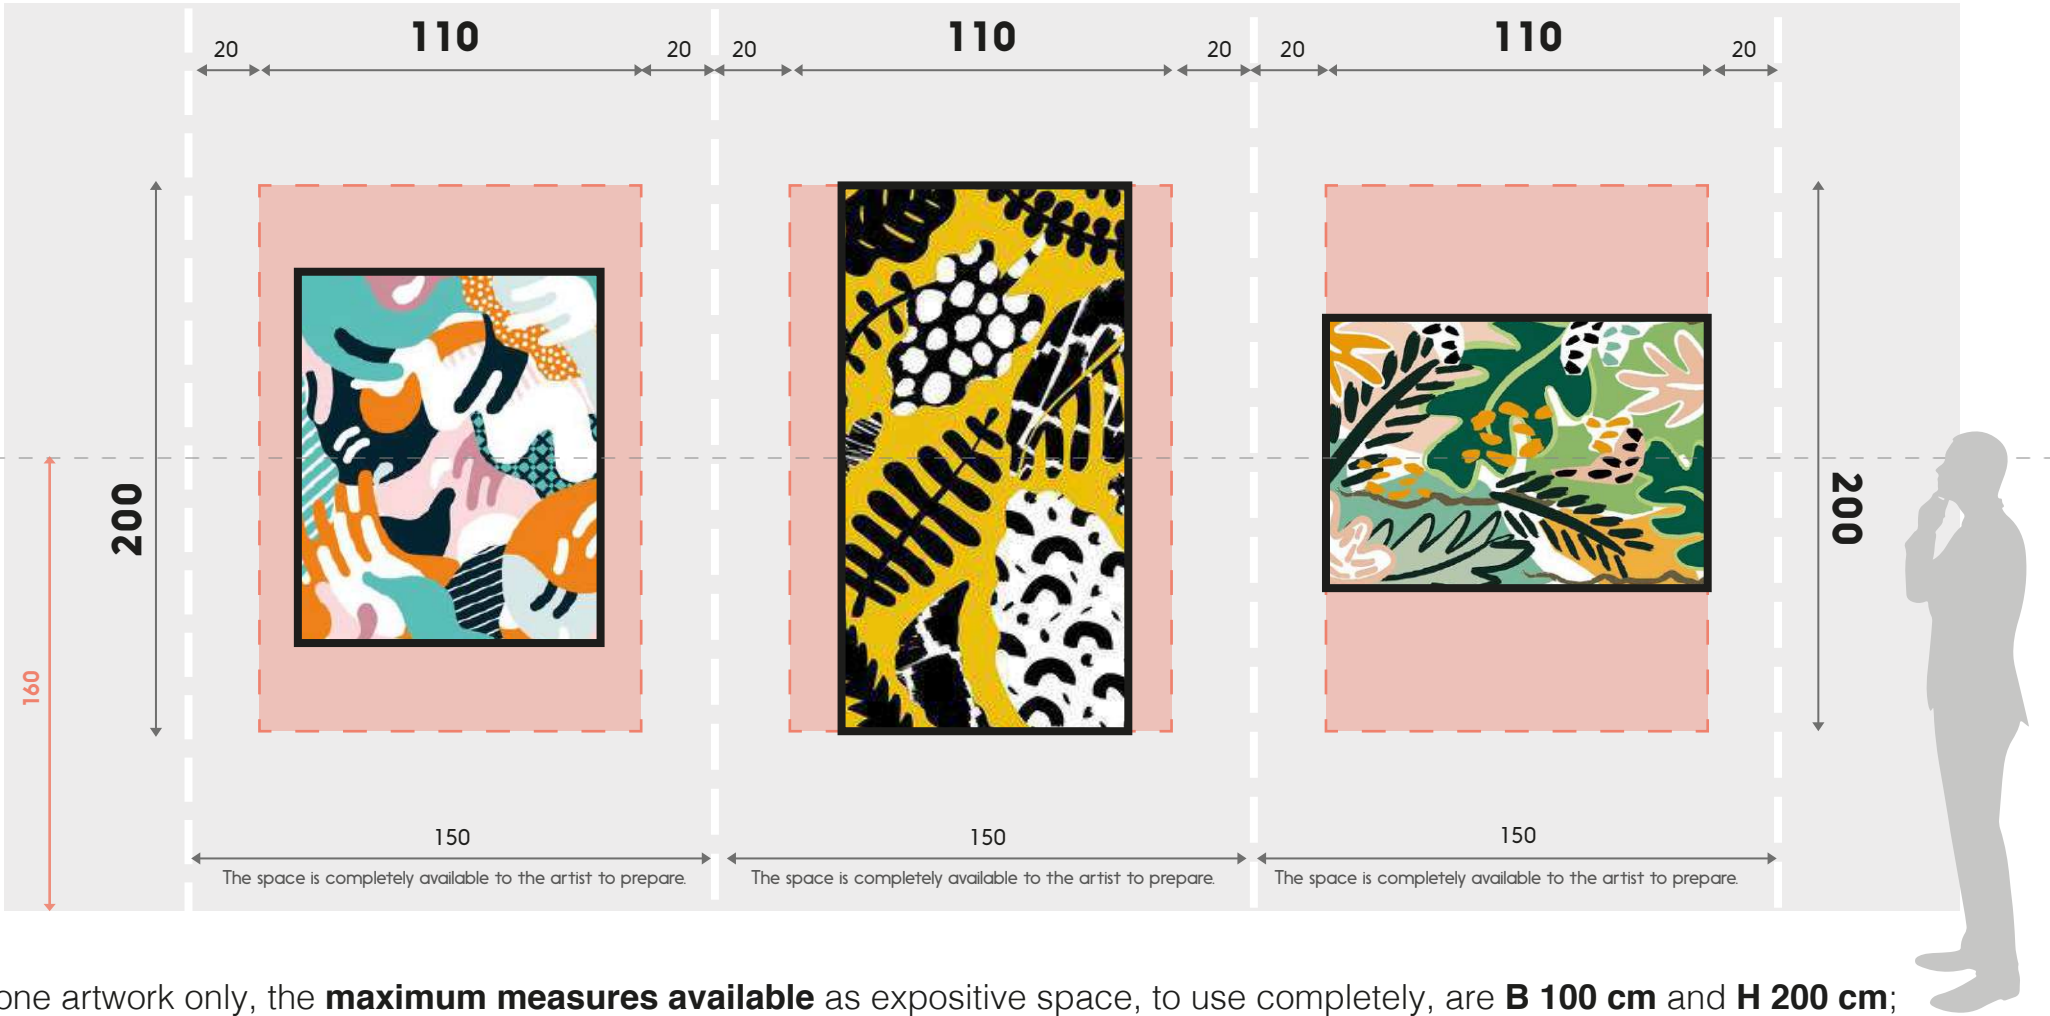 110 110 110
20 20 20 20 20 20
200
200
160
150 150 150
The space is completely available to the artist to prepare. The space is completely available to the artist to prepare. The space is completely available to the artist to prepare.
one artwork only, the maximum measures available as expositive space, to use completely, are B 100 cm and H 200 cm;